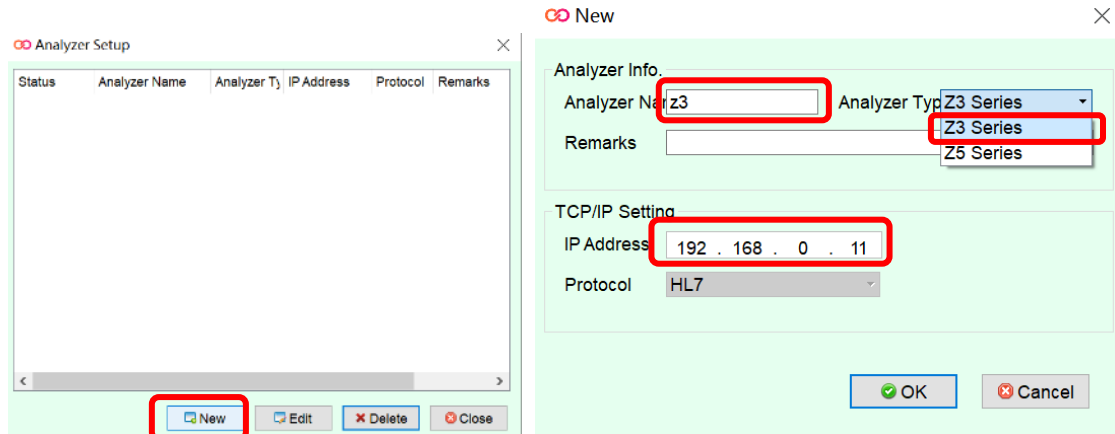 Analyzer Setup
Status Analyzer Name Analyzer Ty IP Address Protocol Remarks
New Edit Delete Close
New
Analyzer Info.
Analyzer Na z3 Analyzer Typ Z3 Series
Z3 Series
Remarks
Z5 Series
TCP/IP Setting
IP Address 192 . 168 . 0 . 11
Protocol HL7
OK Cancel